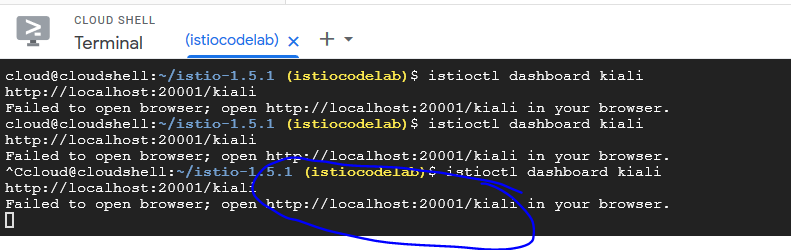 CLOUD SHELL
Terminal
(istiocodelab) × + ▾
cloud@cloudshell:~/istio-1.5.1 (istiocodelab)$ istioctl dashboard kiali
http://localhost:20001/kiali
Failed to open browser; open http://localhost:20001/kiali in your browser.
cloud@cloudshell:~/istio-1.5.1 (istiocodelab)$ istioctl dashboard kiali
http://localhost:20001/kiali
Failed to open browser; open http://localhost:20001/kiali in your browser.
^Ccloud@cloudshell:~/istio-1.5.1 (istiocodelab)$ istioctl dashboard kiali
http://localhost:20001/kiali
Failed to open browser; open http://localhost:20001/kiali in your browser.